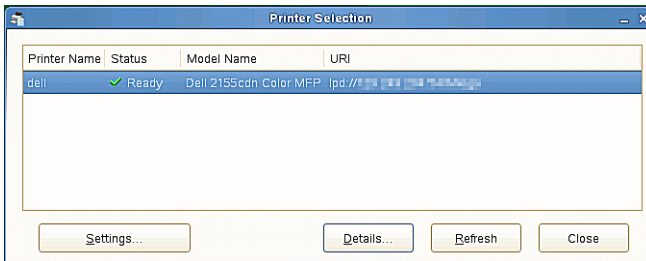 Printer Selection
Printer Name Status Model Name URI
dell Ready Dell 2155cdn Color MFP lpd://
Settings... Details... Refresh Close